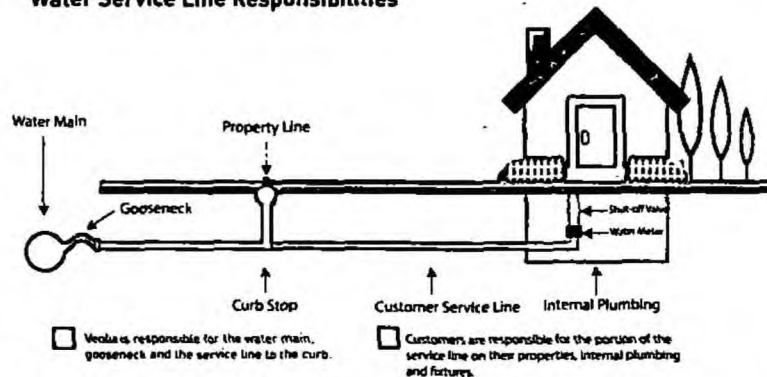 Water Service Line Responsibilities
Water Main
Property Line
Gooseneck
Shut-off Valve
Water Meter
Curb Stop
Customer Service Line
Internal Plumbing
Veolia is responsible for the water main,
gooseneck and the service line to the curb.
Customers are responsible for the portion of the
service line on their properties, internal plumbing
and fixtures.